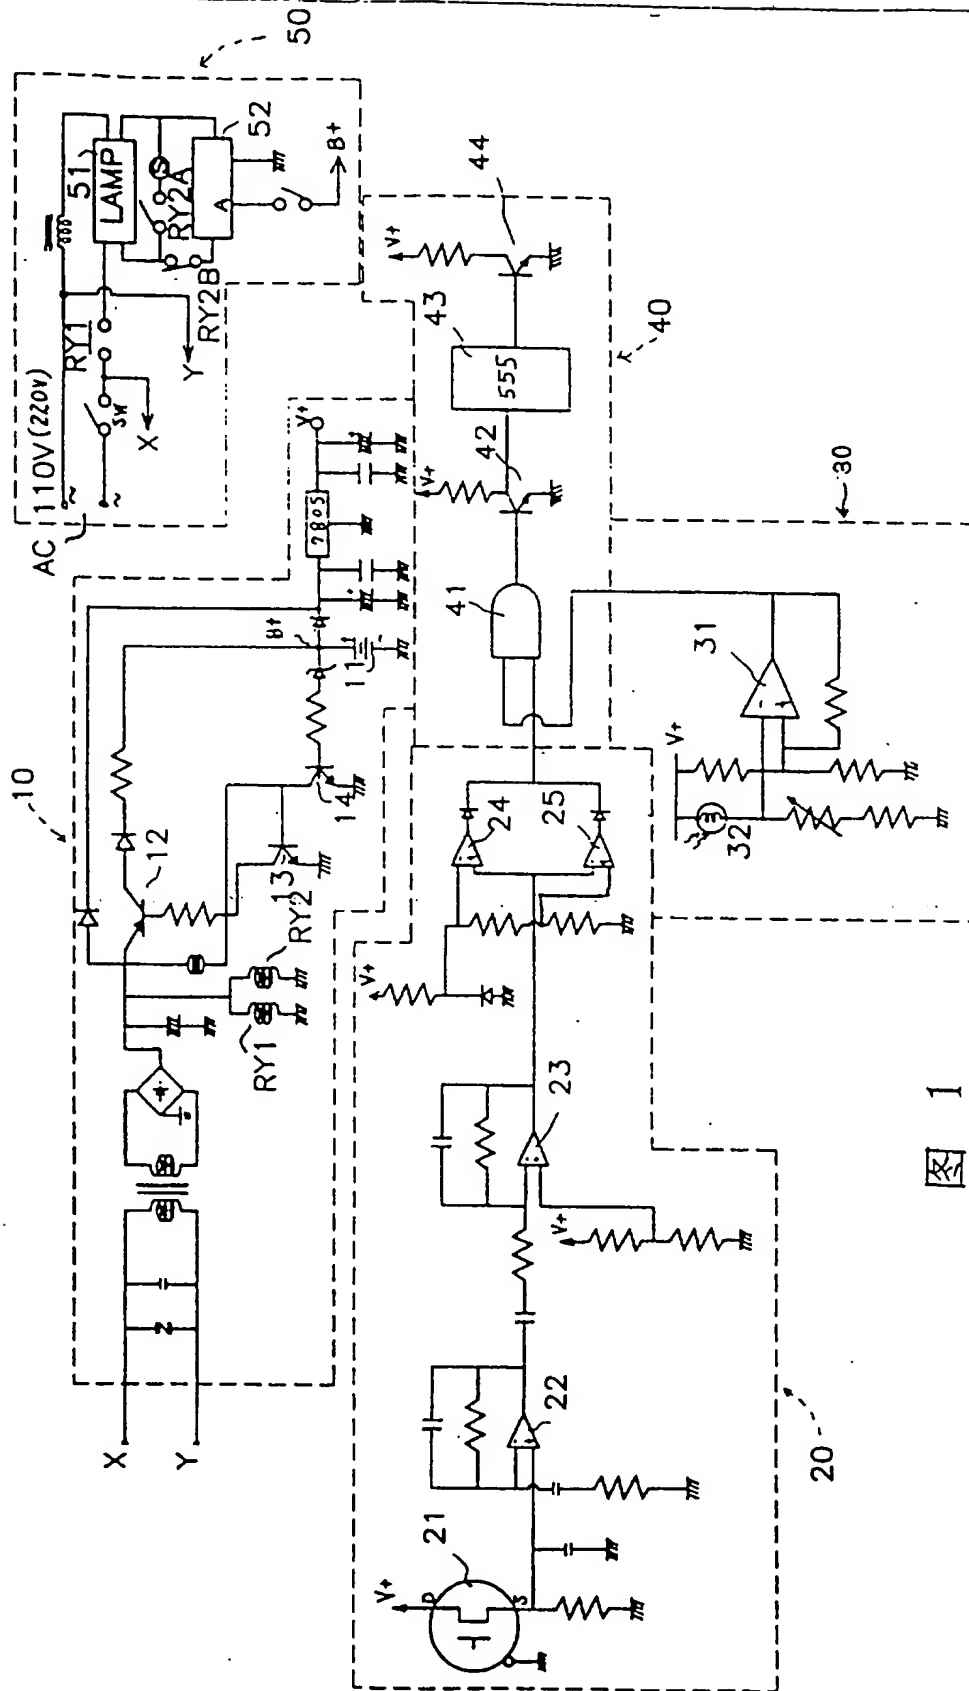 AC 110V(220V)
SW
X
Y
RY1
RY2B
51
LAMP
S
RY2A
A
52
B+
50
10
X
Y
Z
RY1
RY2
12
13
14
11
B+
7805
V+
20
V+
D
S
21
22
23
V+
V+
24
25
30
V+
32
31
40
41
42
V+
43
555
V+
44
图 1